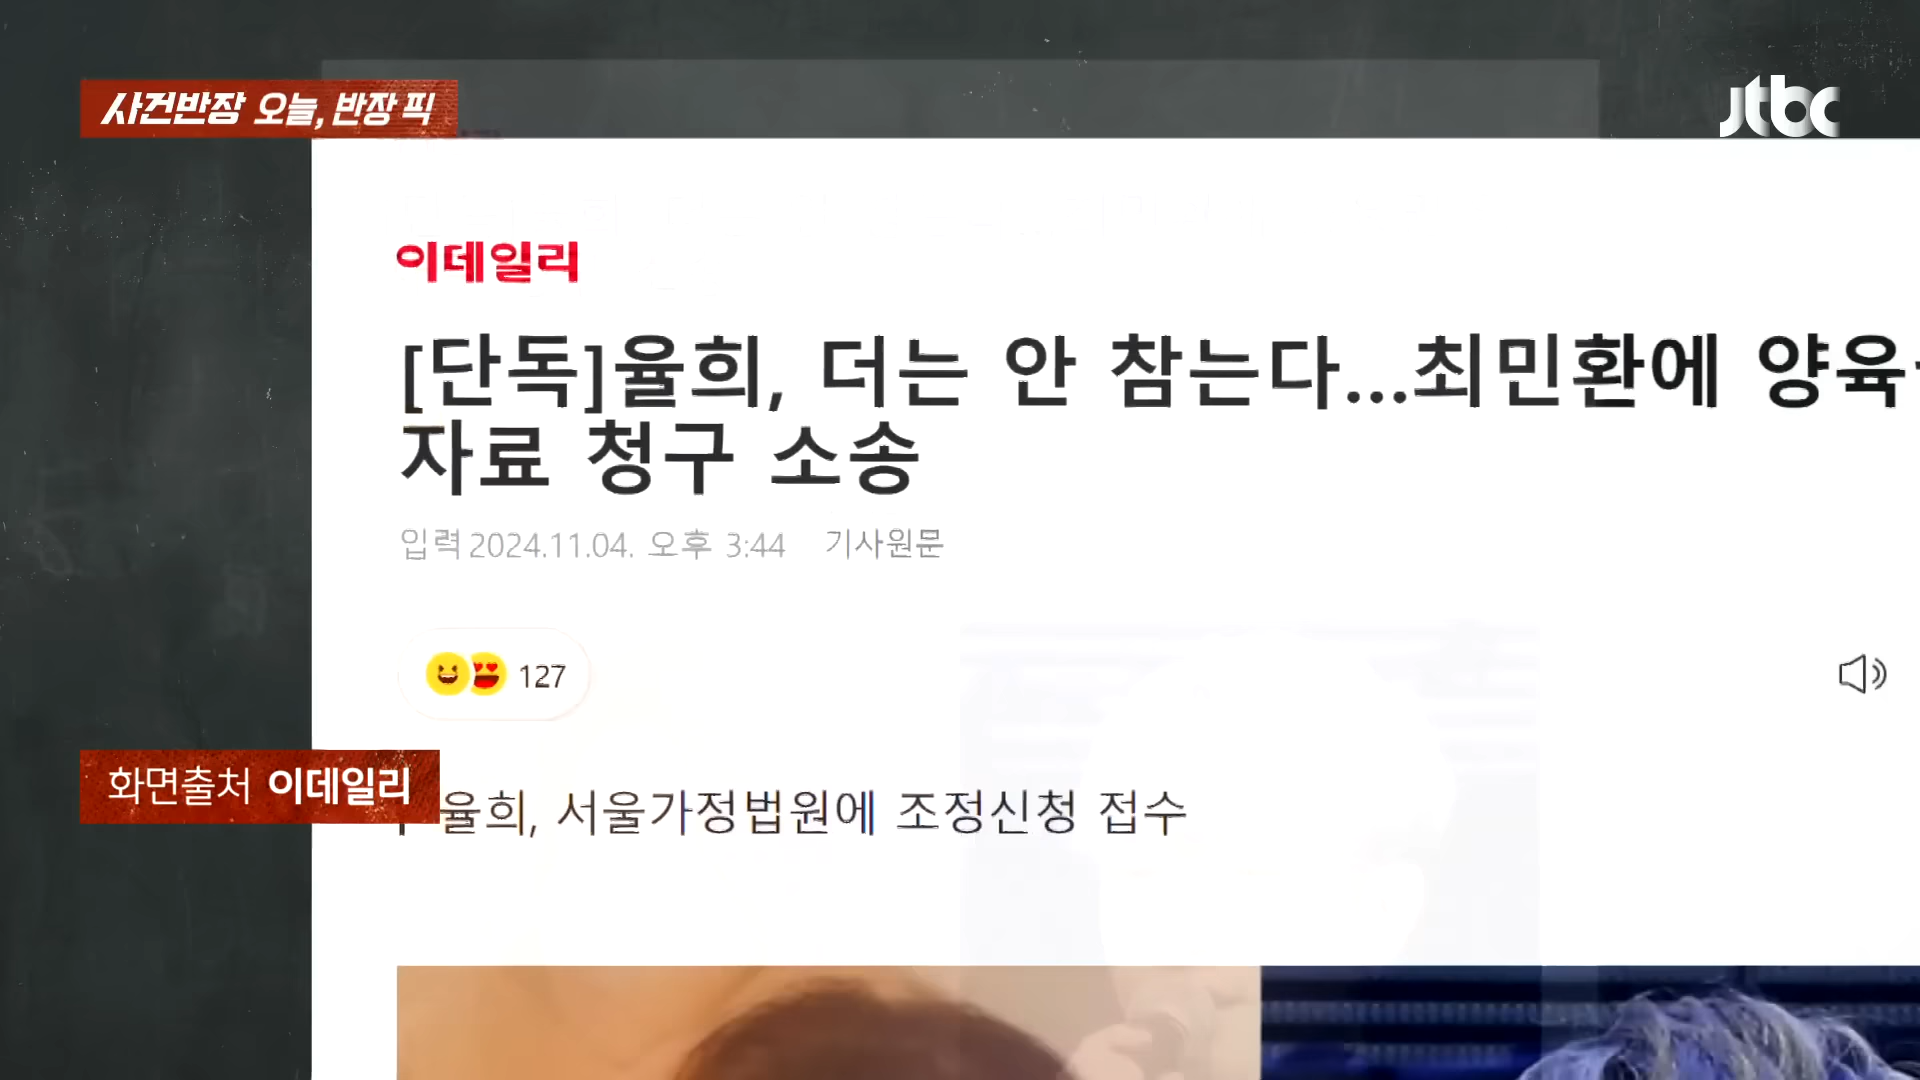 사건반장 오늘, 반장 픽
jtbc
이데일리
[단독]율희, 더는 안 참는다...최민환에 양육
자료 청구 소송
입력 2024.11.04. 오후 3:44 기사원문
127
화면출처 이데일리
율희, 서울가정법원에 조정신청 접수